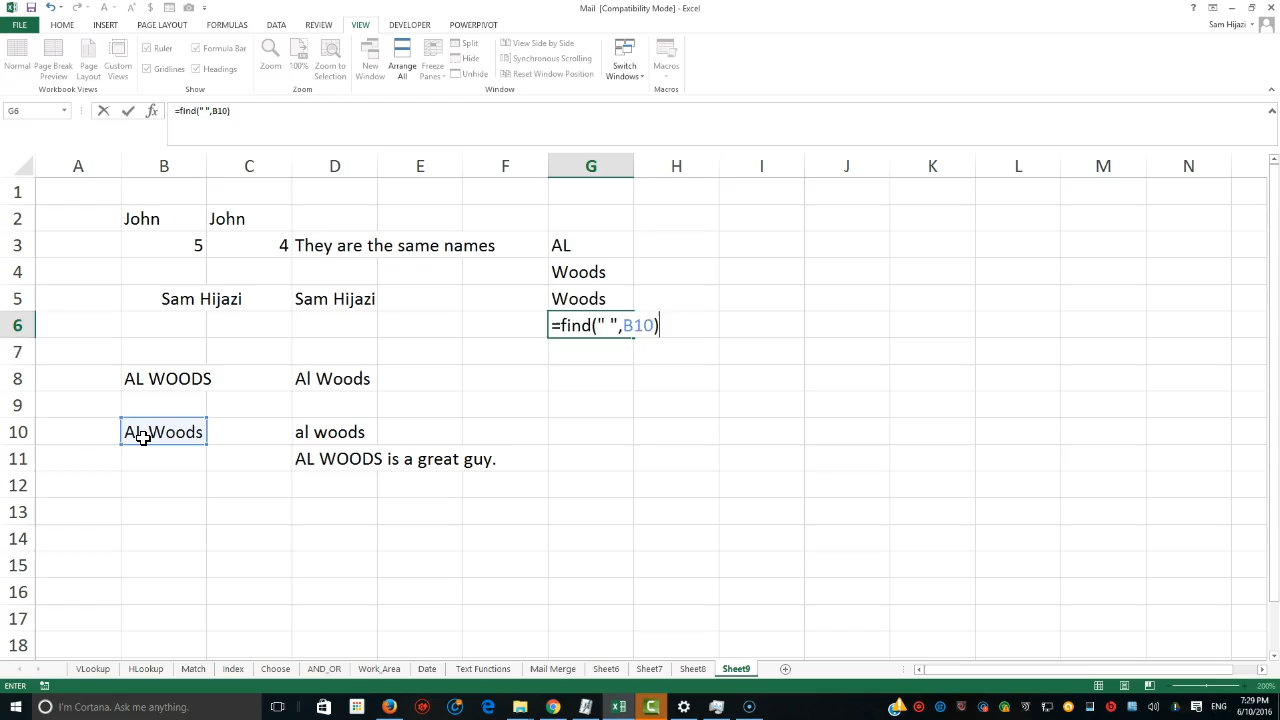 Mail [Compatibility Mode] - Excel
FILE HOME INSERT PAGE LAYOUT FORMULAS DATA REVIEW VIEW DEVELOPER POWERPIVOT Sam Hijazi
Normal Page Break Preview Page Layout Custom Views
Workbook Views
Ruler Formula Bar
Gridlines Headings
Show
Zoom 100% Zoom to Selection
Zoom
New Window Arrange All Freeze Panes
Split
Hide
Unhide
View Side by Side
Synchronous Scrolling
Reset Window Position
Switch Windows
Window
Macros
Macros
G6 fx =find(" ",B10)
A B C D E F G H I J K L M N
1
2 John John
3 5 4 They are the same names AL
4 Woods
5 Sam Hijazi Sam Hijazi Woods
6 =find(" ",B10)
7
8 AL WOODS Al Woods
9
10 Al Woods al woods
11 AL WOODS is a great guy.
12
13
14
15
16
17
18
VLookup HLookup Match Index Choose AND_OR Work_Area Date Text Functions Mail Merge Sheet6 Sheet7 Sheet8 Sheet9
ENTER 200%
I'm Cortana. Ask me anything. ENG 7:29 PM
6/10/2016